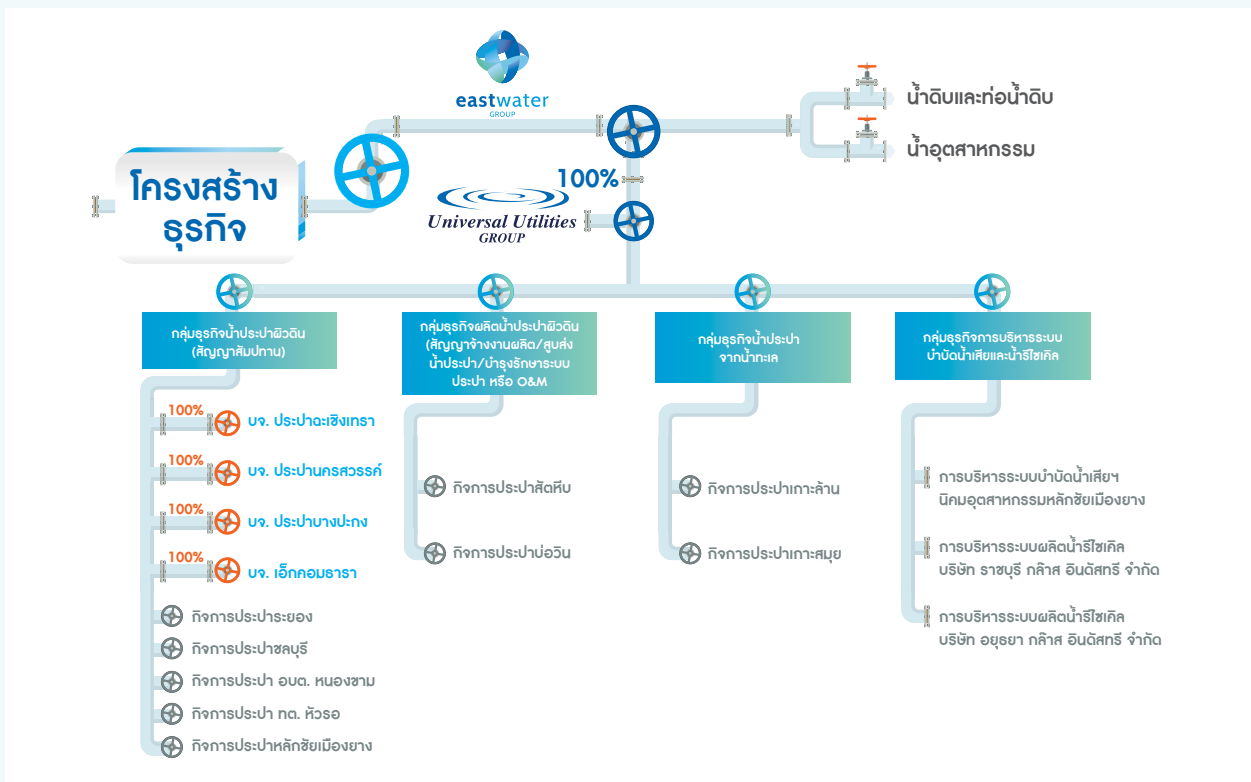 eastwater
GROUP
น้ำดิบและท่อน้ำดิบ
น้ำอุตสาหกรรม
โครงสร้าง
ธุรกิจ
100%
Universal Utilities
GROUP
กลุ่มธุรกิจน้ำประปาผิวดิน
(สัญญาสัมปทาน)
100%
บจ. ประปาฉะเชิงเทรา
100%
บจ. ประปานครสวรรค์
100%
บจ. ประปาบางปะกง
100%
บจ. เอ็กคอมธารา
กิจการประปาระยอง
กิจการประปาชลบุรี
กิจการประปา อบต. หนองขาม
กิจการประปา ทต. หัวรอ
กิจการประปาหลักชัยเมืองยาง
กลุ่มธุรกิจผลิตน้ำประปาผิวดิน
(สัญญาจ้างงานผลิต/สูบส่ง
น้ำประปา/บำรุงรักษาระบบ
ประปา หรือ O&M
กิจการประปาสัตหีบ
กิจการประปาบ่อวิน
กลุ่มธุรกิจน้ำประปา
จากน้ำทะเล
กิจการประปาเกาะล้าน
กิจการประปาเกาะสมุย
กลุ่มธุรกิจการบริหารระบบ
บำบัดน้ำเสียและน้ำรีไซเคิล
การบริหารระบบบำบัดน้ำเสียฯ
นิคมอุตสาหกรรมหลักชัยเมืองยาง
การบริหารระบบผลิตน้ำรีไซเคิล
บริษัท ราชบุรี กล๊าส อินดัสทรี จำกัด
การบริหารระบบผลิตน้ำรีไซเคิล
บริษัท อยุธยา กล๊าส อินดัสทรี จำกัด